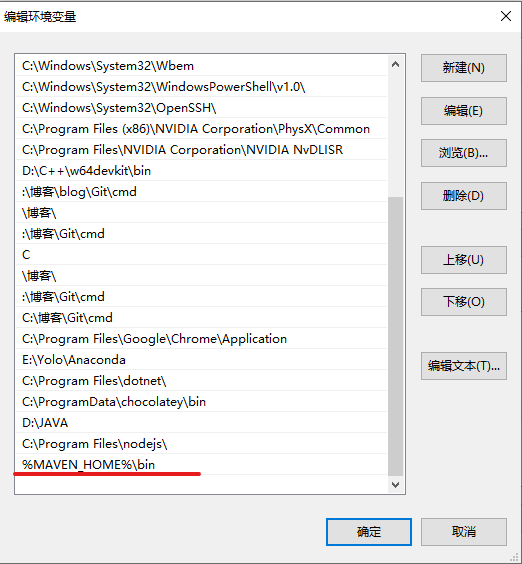 编辑环境变量
C:\Windows\System32\Wbem
C:\Windows\System32\WindowsPowerShell\v1.0\
C:\Windows\System32\OpenSSH\
C:\Program Files (x86)\NVIDIA Corporation\PhysX\Common
C:\Program Files\NVIDIA Corporation\NVIDIA NvDLISR
D:\C++\w64devkit\bin
:\博客\blog\Git\cmd
\博客\
:\博客\Git\cmd
C
\博客\
:\博客\Git\cmd
C:\博客\Git\cmd
C:\Program Files\Google\Chrome\Application
E:\Yolo\Anaconda
C:\Program Files\dotnet\
C:\ProgramData\chocolatey\bin
D:\JAVA
C:\Program Files\nodejs\
%MAVEN_HOME%\bin
新建(N)
编辑(E)
浏览(B)...
删除(D)
上移(U)
下移(O)
编辑文本(T)...
确定
取消